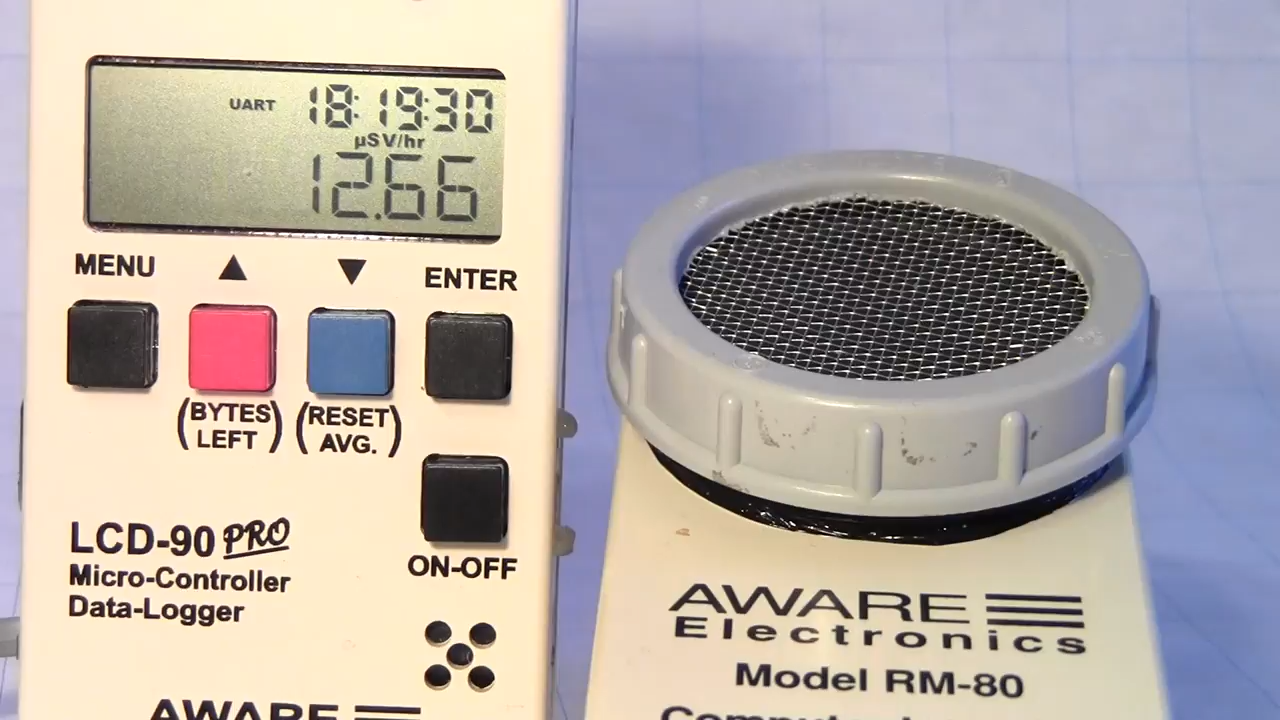 UART 18:19:30
µSV/hr
12.66
MENU ▲ ▼ ENTER
(BYTES LEFT) (RESET AVG.)
ON-OFF
LCD-90 PRO
Micro-Controller
Data-Logger
AWARE
AWARE
Electronics
Model RM-80